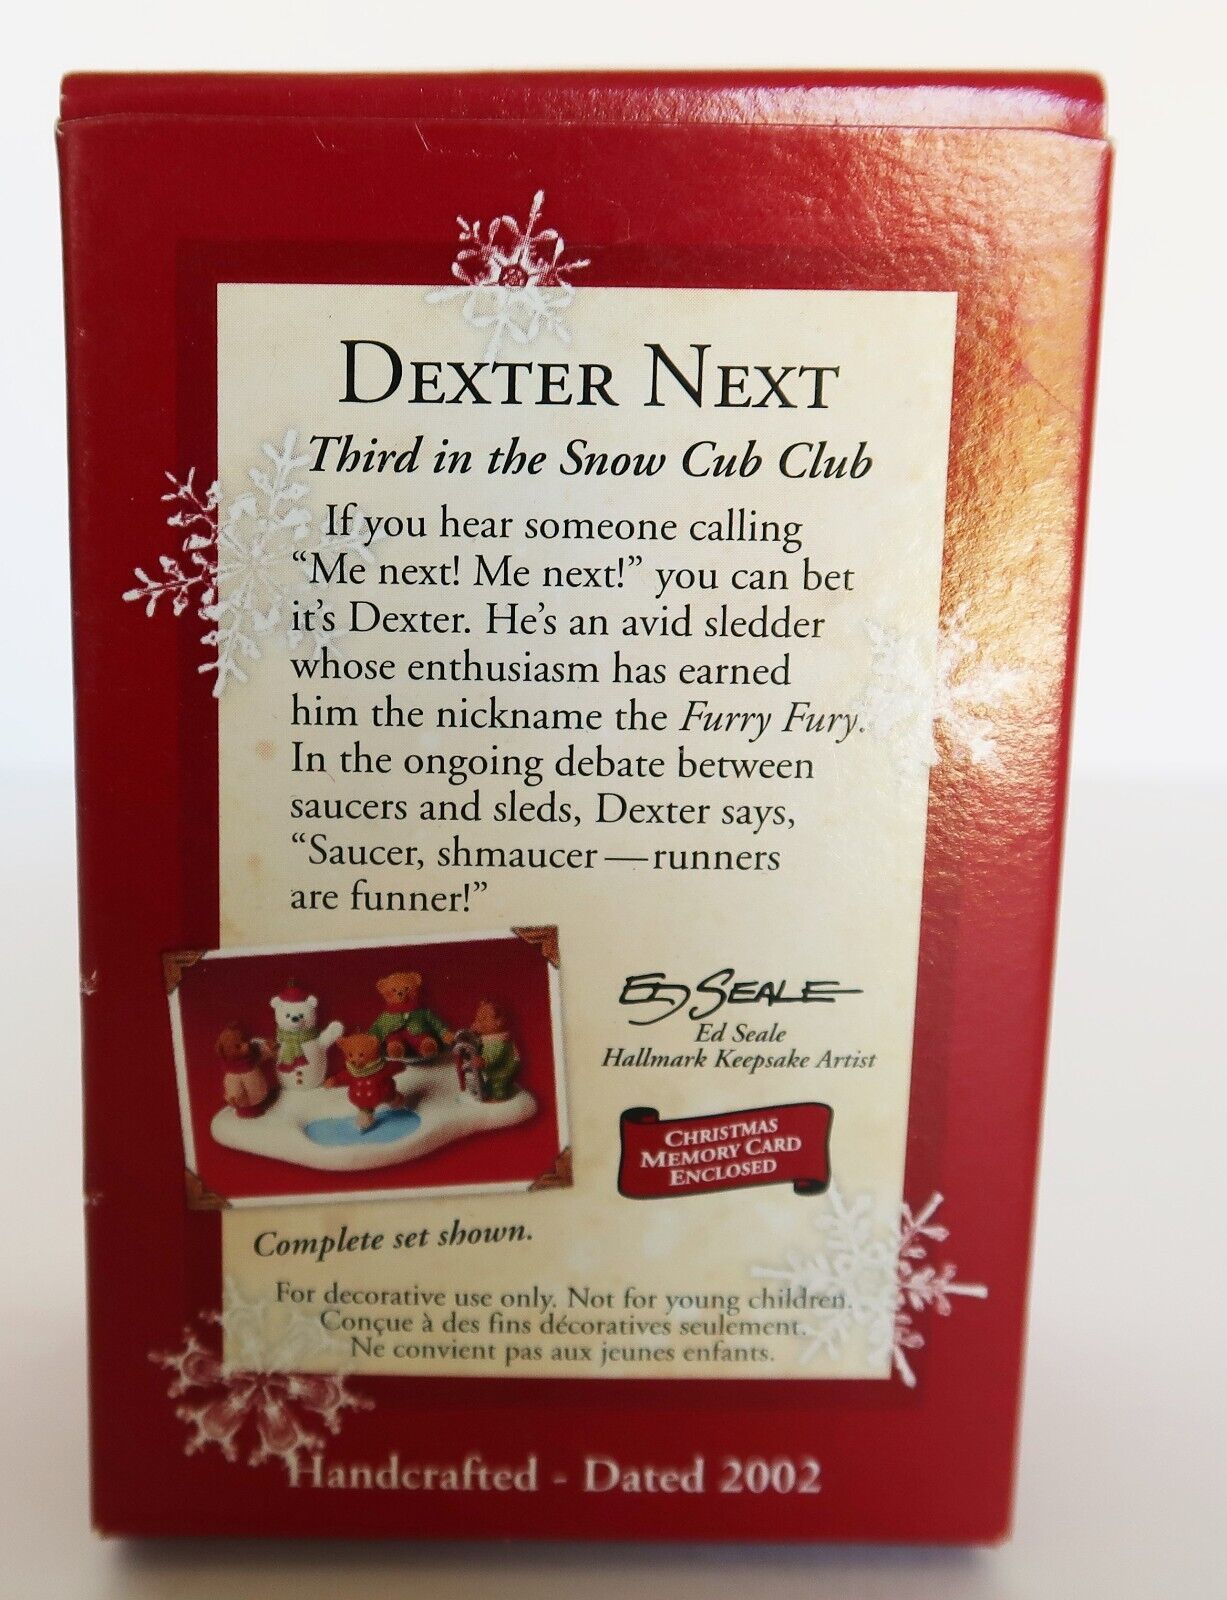 DEXTER NEXT
Third in the Snow Cub Club
If you hear someone calling
“Me next! Me next!” you can bet
it’s Dexter. He’s an avid sledder
whose enthusiasm has earned
him the nickname the Furry Fury.
In the ongoing debate between
saucers and sleds, Dexter says,
“Saucer, shmaucer—runners
are funner!”
ED SEALE
Ed Seale
Hallmark Keepsake Artist
CHRISTMAS
MEMORY CARD
ENCLOSED
Complete set shown.
For decorative use only. Not for young children.
Conçue à des fins décoratives seulement.
Ne convient pas aux jeunes enfants.
Handcrafted - Dated 2002